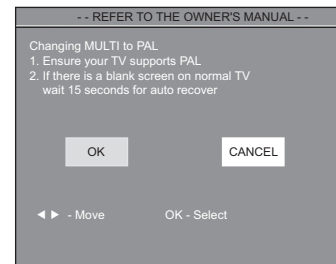 - - REFER TO THE OWNER'S MANUAL - -
Changing MULTI to PAL
1. Ensure your TV supports PAL
2. If there is a blank screen on normal TV
wait 15 seconds for auto recover
OK CANCEL
◄ ► - Move OK - Select